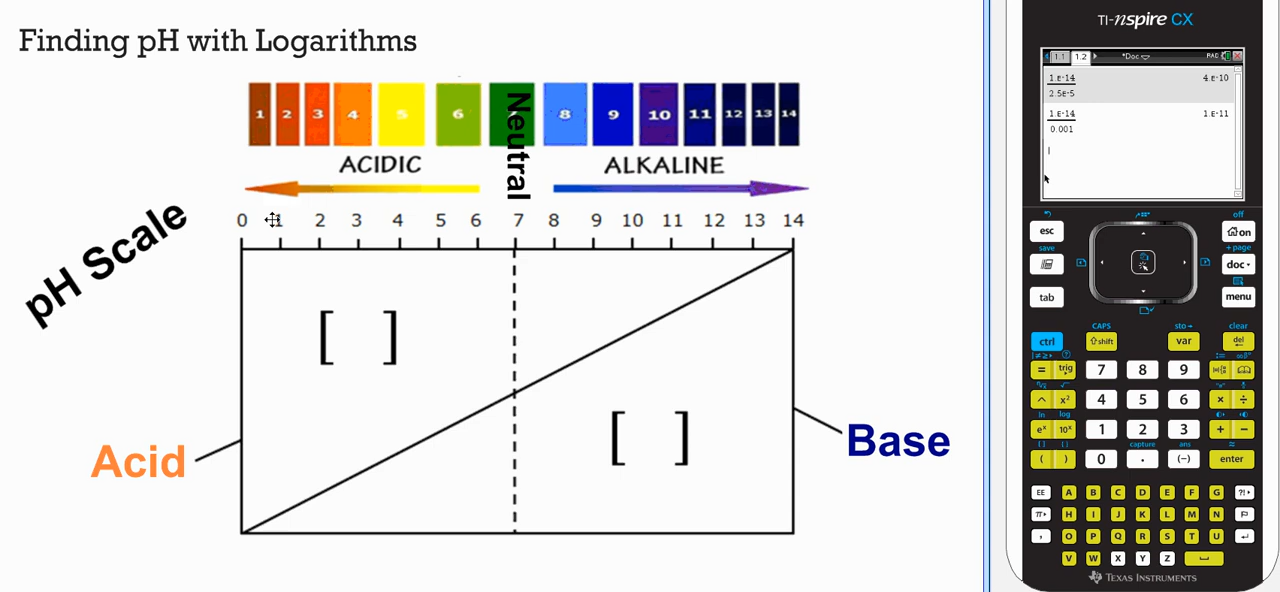 Finding pH with Logarithms
1 2 3 4 5 6 8 9 10 11 12 13 14
Neutral
ACIDIC
ALKALINE
pH Scale
0 1 2 3 4 5 6 7 8 9 10 11 12 13 14
[ ]
[ ]
Acid
Base
TI-nspire CX
1.1 1.2 *Doc RAD
1.E-14 4.E-10
2.5E-5
1.E-14 1.E-11
0.001
off
esc on
save + page
doc
tab menu
CAPS sto→ clear
ctrl shift var del
= trig 7 8 9
^ x² 4 5 6 × ÷
ln log
eˣ 10ˣ 1 2 3 + −
{ } capture ans ≈
( ) 0 . (−) enter
EE A B C D E F G ?!▸
π▸ H I J K L M N
, O P Q R S T U
V W X Y Z
TEXAS INSTRUMENTS